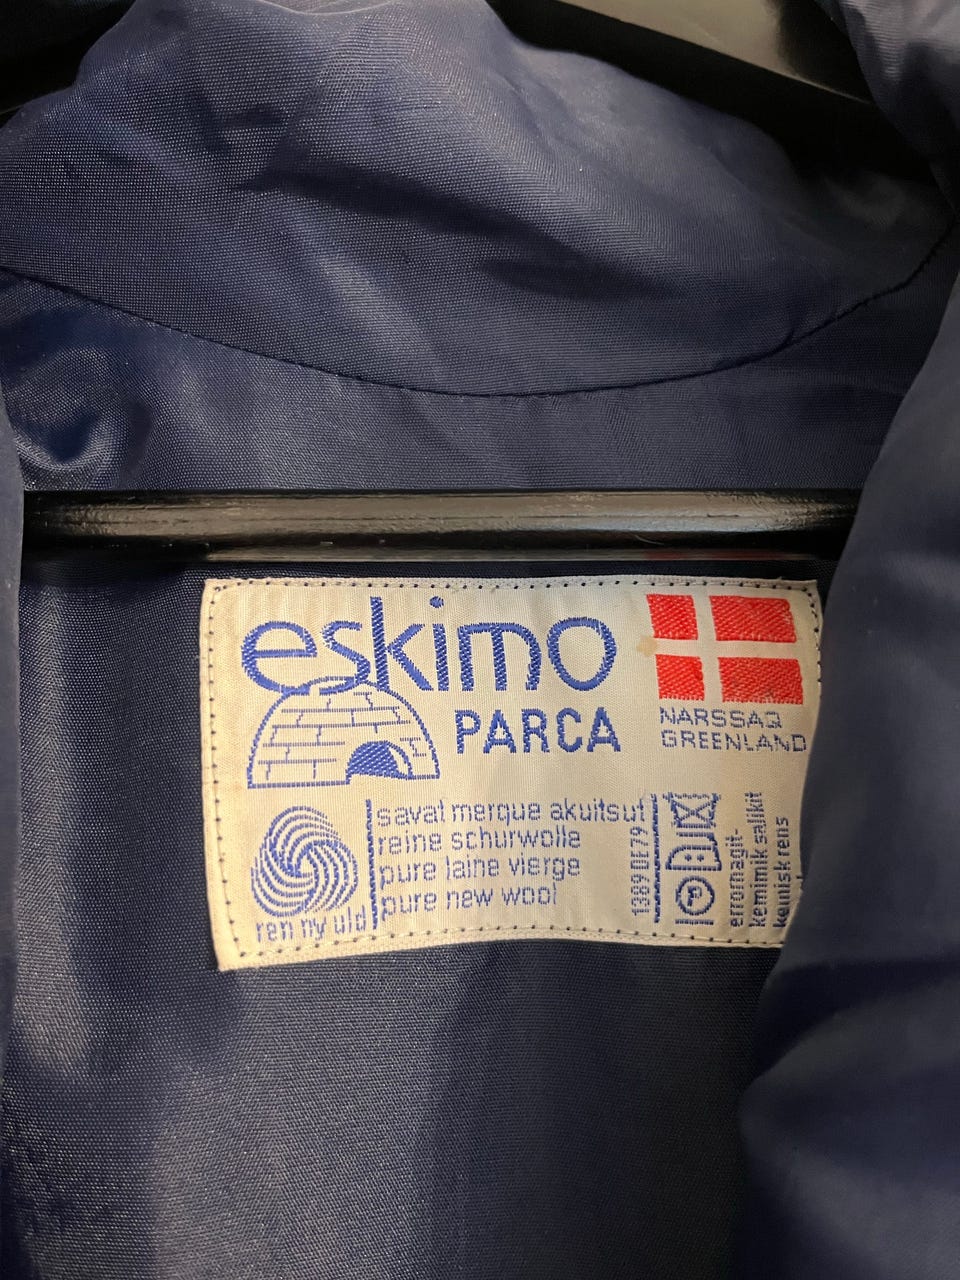 eskimo
PARCA
NARSSAQ
GREENLAND
savat merque akuitsut
reine schurwolle
pure laine vierge
pure new wool
ren ny uld
1389 DE 79
P
errornagit-
kemimik salikit
kemisk rens